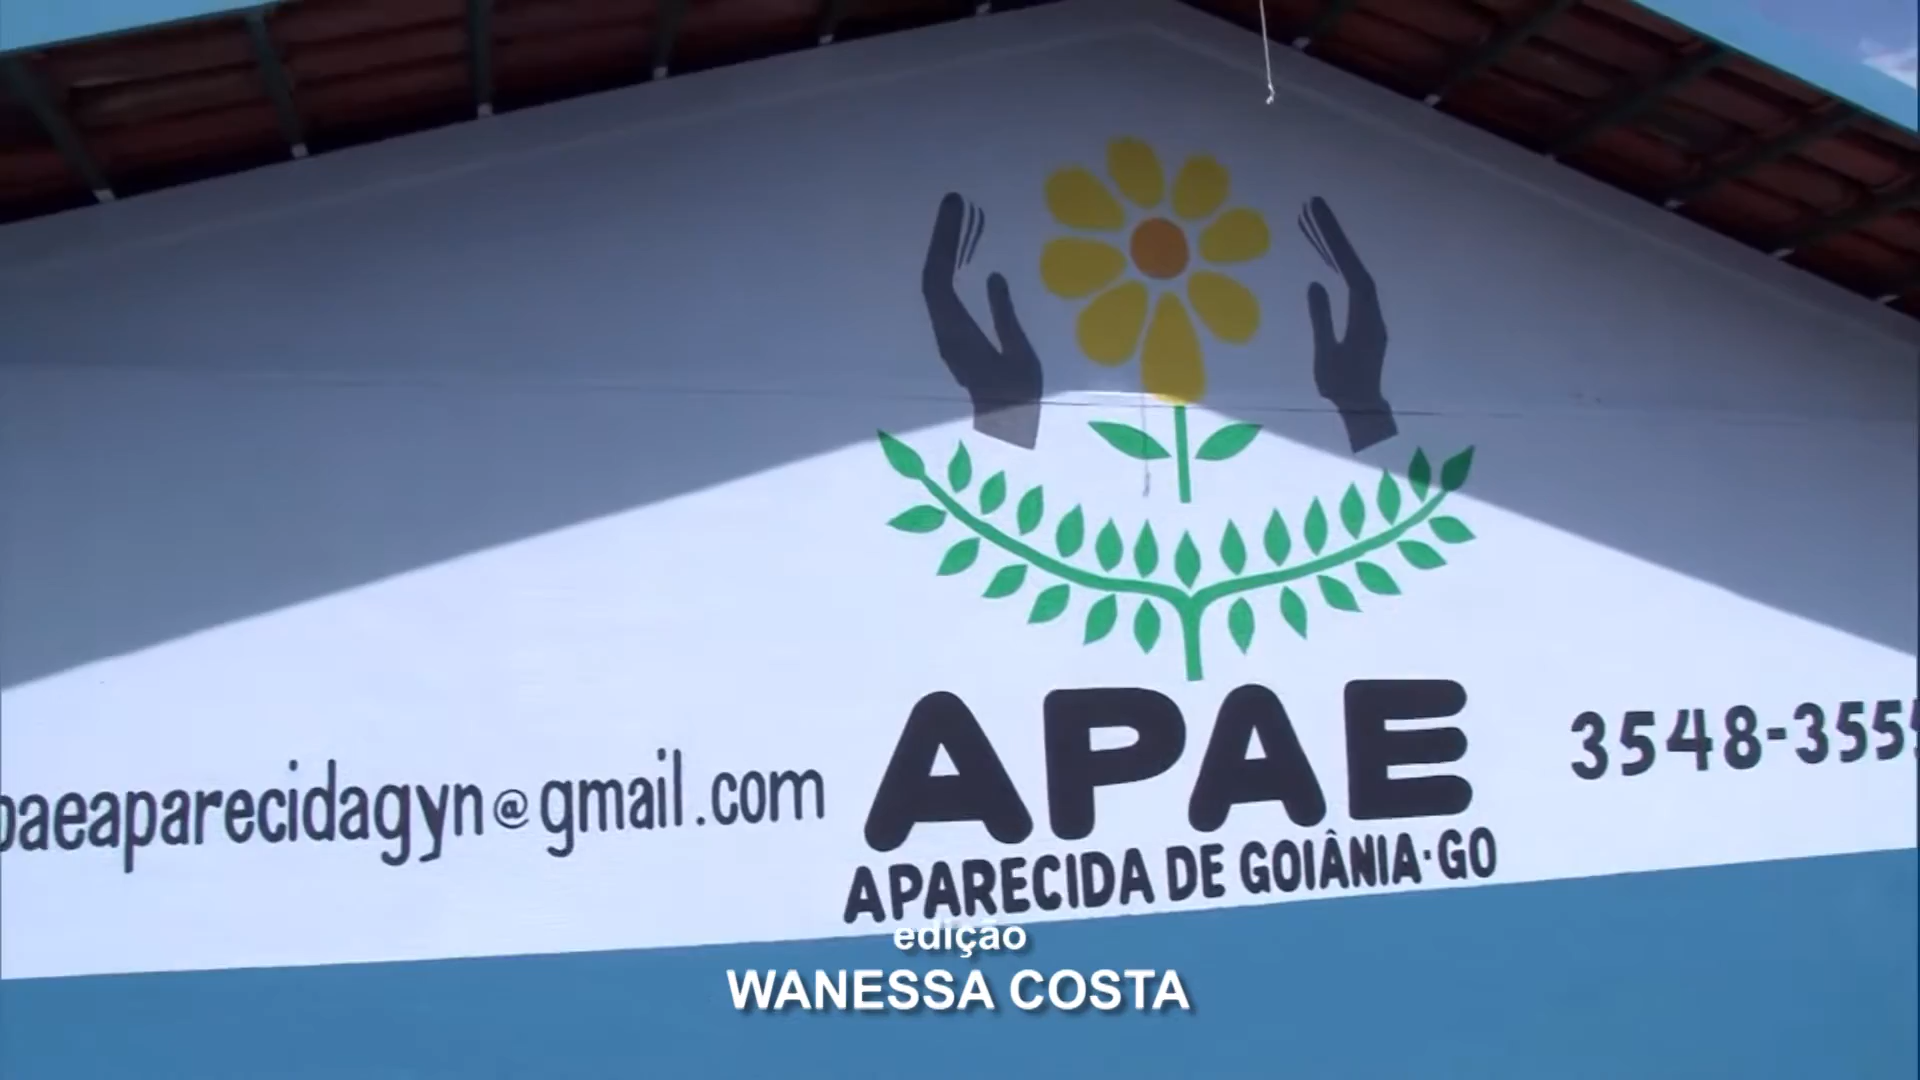 APAE
paeaparecidagyn@gmail.com
3548-355
APARECIDA DE GOIÂNIA·GO
edição
WANESSA COSTA